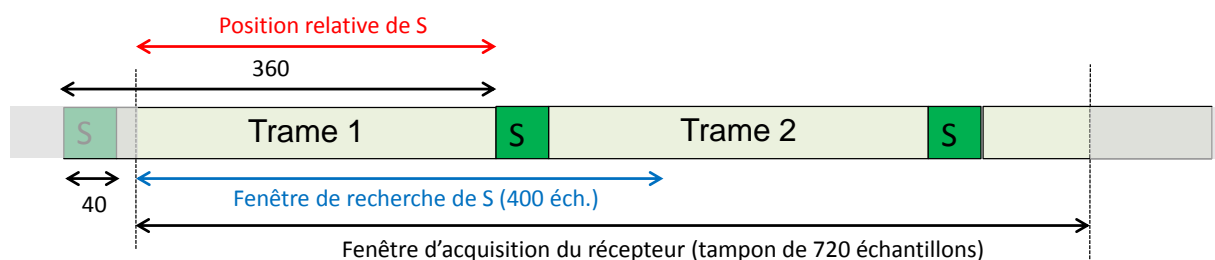 Position relative de S
360
S
Trame 1
S
Trame 2
S
40
Fenêtre de recherche de S (400 éch.)
Fenêtre d'acquisition du récepteur (tampon de 720 échantillons)